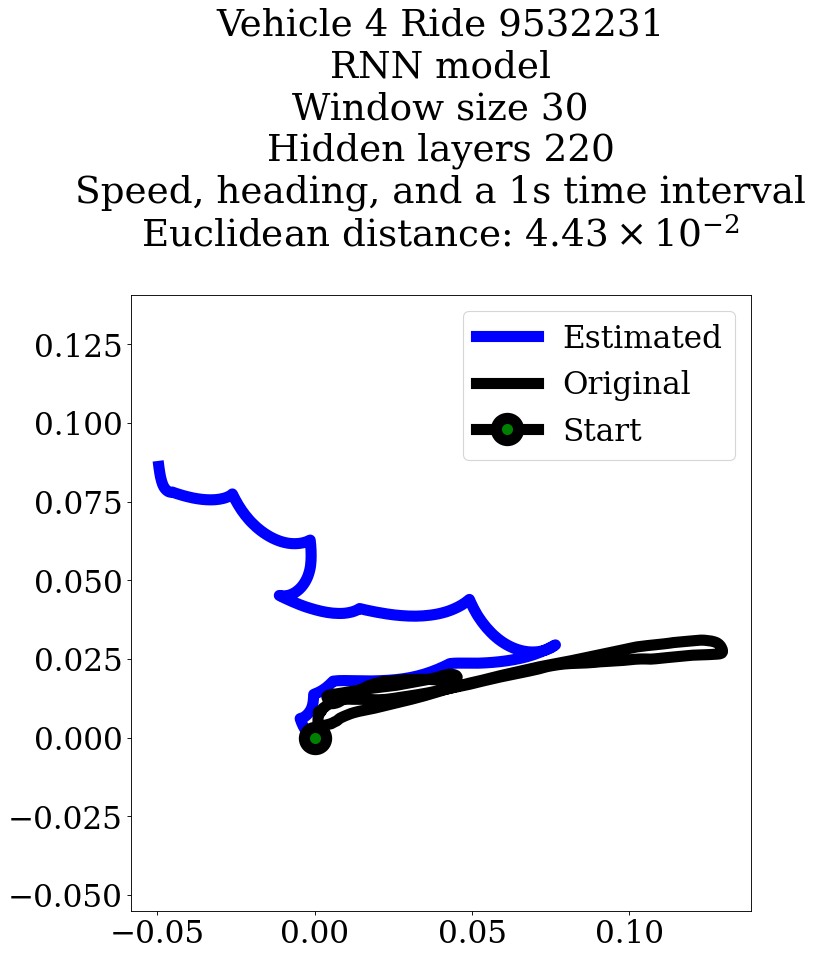 Vehicle 4 Ride 9532231
RNN model
Window size 30
Hidden layers 220
Speed, heading, and a 1s time interval
Euclidean distance: 4.43 × 10⁻²
Estimated
Original
Start
0.125
0.100
0.075
0.050
0.025
0.000
−0.025
−0.050
−0.05 0.00 0.05 0.10